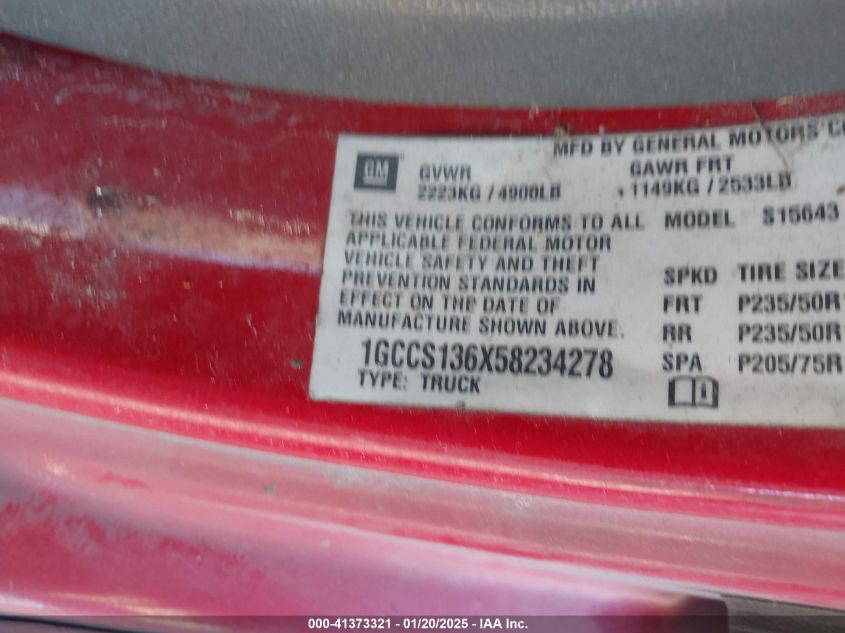 MFD BY GENERAL MOTORS CO
GM
GVWR GAWR FRT
2223KG / 4900LB 1149KG / 2533LB
THIS VEHICLE CONFORMS TO ALL MODEL S15643
APPLICABLE FEDERAL MOTOR
VEHICLE SAFETY AND THEFT SPKD TIRE SIZE
PREVENTION STANDARDS IN
EFFECT ON THE DATE OF FRT P235/50R
MANUFACTURE SHOWN ABOVE. RR P235/50R
1GCCS136X58234278 SPA P205/75R
TYPE: TRUCK
000-41373321 - 01/20/2025 - IAA Inc.